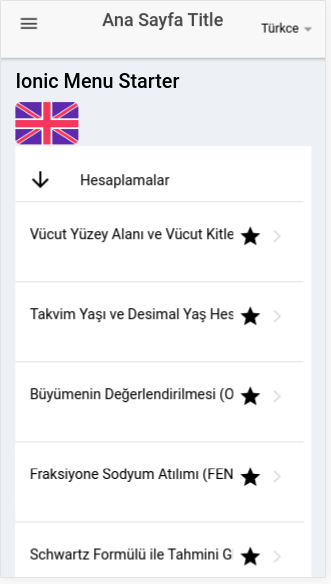 Ana Sayfa Title
Türkce
Ionic Menu Starter
Hesaplamalar
Vücut Yüzey Alanı ve Vücut Kitle
Takvim Yaşı ve Desimal Yaş Hes
Büyümenin Değerlendirilmesi (O
Fraksiyone Sodyum Atılımı (FEN
Schwartz Formülü ile Tahmini G